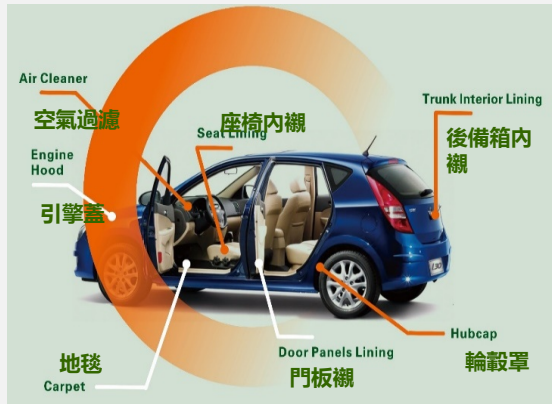 Air Cleaner
空氣過濾
Seat Lining
座椅內襯
Trunk Interior Lining
後備箱內
襯
Engine
Hood
引擎蓋
Hubcap
輪轂罩
Door Panels Lining
門板襯
地毯
Carpet
i30